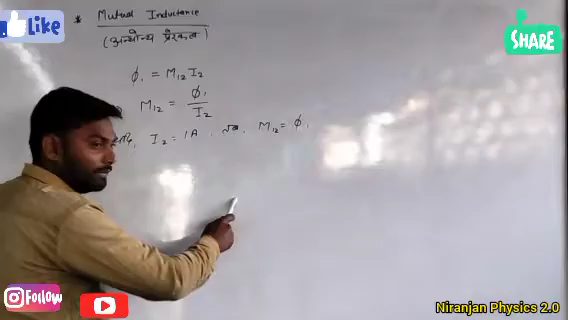 Like
SHARE
* Mutual Inductance
(अन्योन्य प्रेरकत्व)
ϕ₁ = M₁₂ I₂
M₁₂ = ϕ₁ / I₂
यदि, I₂ = 1A, तब, M₁₂ = ϕ₁
Follow
Niranjan Physics 2.0